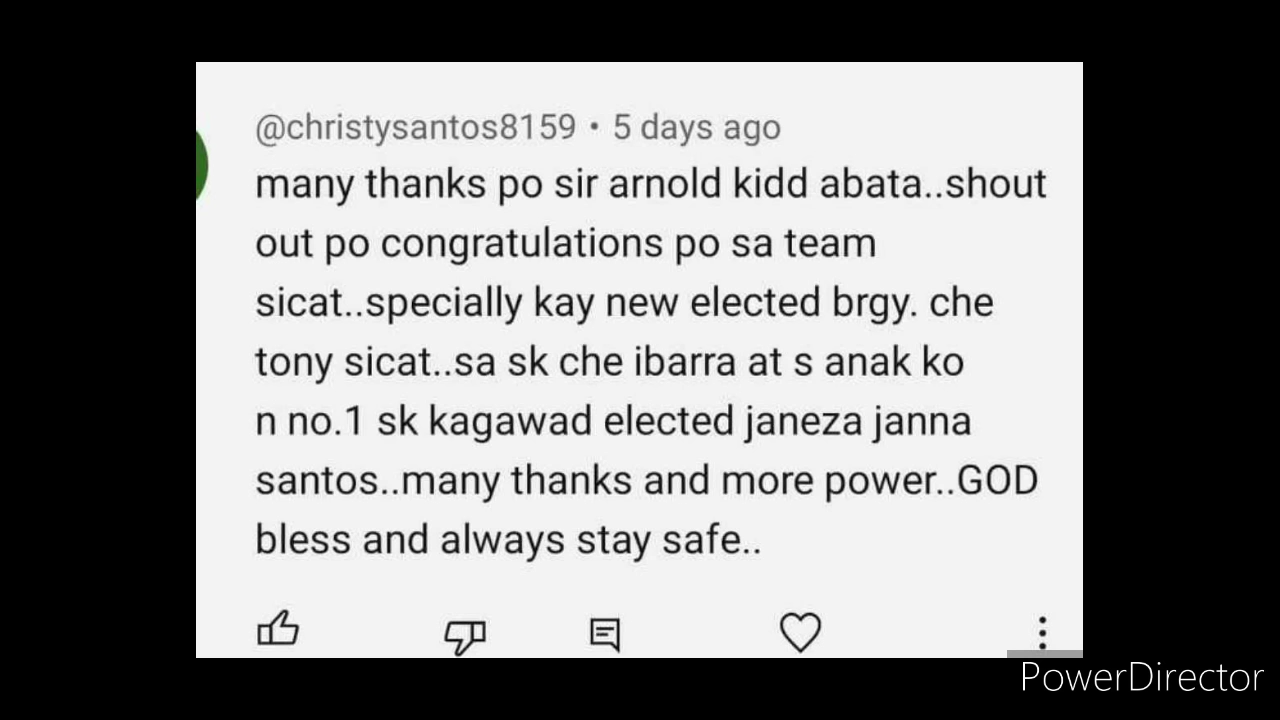 @christysantos8159 • 5 days ago
many thanks po sir arnold kidd abata..shout
out po congratulations po sa team
sicat..specially kay new elected brgy. che
tony sicat..sa sk che ibarra at s anak ko
n no.1 sk kagawad elected janeza janna
santos..many thanks and more power..GOD
bless and always stay safe..
PowerDirector